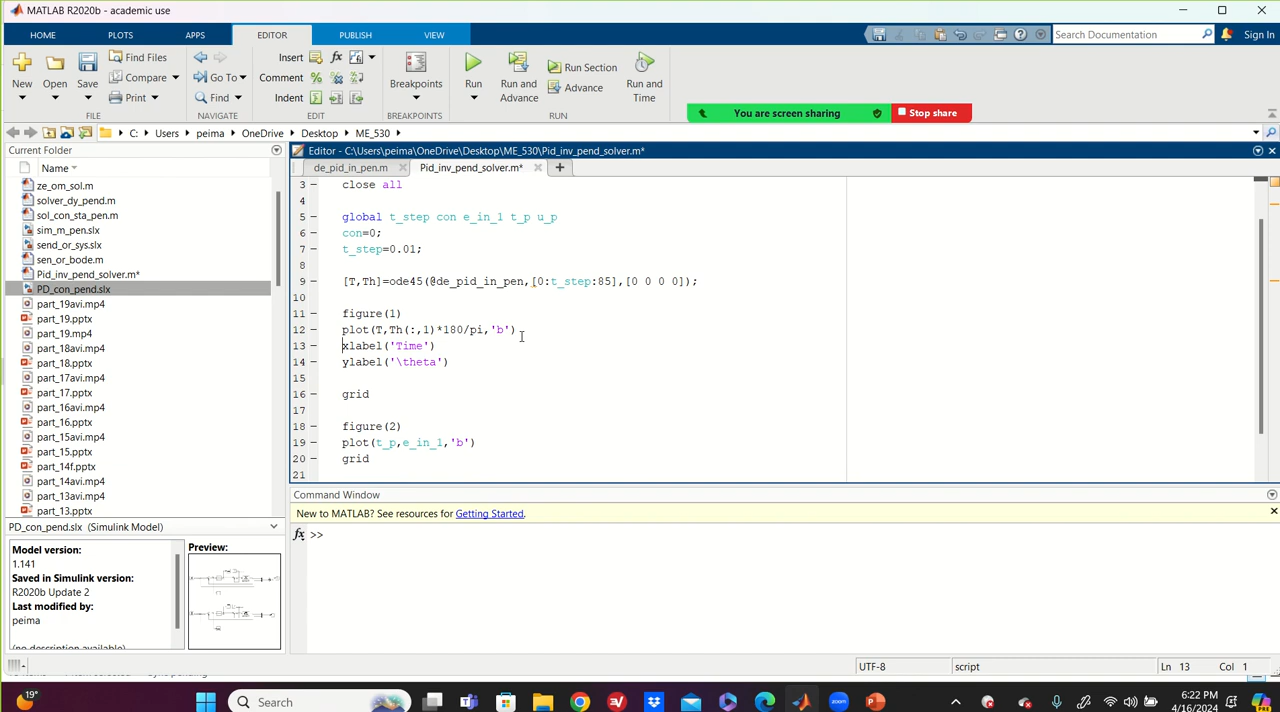 MATLAB R2020b - academic use
HOME PLOTS APPS EDITOR PUBLISH VIEW
Search Documentation Sign In
New Open Save
Find Files
Compare
Print
Go To
Find
Insert
Comment
Indent
Breakpoints
Run
Run and Advance
Run Section
Advance
Run and Time
FILE NAVIGATE EDIT BREAKPOINTS RUN
You are screen sharing Stop share
C: Users peima OneDrive Desktop ME_530
Current Folder
Name
ze_om_sol.m
solver_dy_pend.m
sol_con_sta_pen.m
sim_m_pen.slx
send_or_sys.slx
sen_or_bode.m
Pid_inv_pend_solver.m*
PD_con_pend.slx
part_19avi.mp4
part_19.pptx
part_19.mp4
part_18avi.mp4
part_18.pptx
part_17avi.mp4
part_17.pptx
part_16avi.mp4
part_16.pptx
part_15avi.mp4
part_15.pptx
part_14f.pptx
part_14avi.mp4
part_13avi.mp4
part_13.pptx
PD_con_pend.slx (Simulink Model)
Model version:
1.141
Saved in Simulink version:
R2020b Update 2
Last modified by:
peima
(no description available)
Preview:
Editor - C:\Users\peima\OneDrive\Desktop\ME_530\Pid_inv_pend_solver.m*
de_pid_in_pen.m Pid_inv_pend_solver.m*
3 – close all
4
5 – global t_step con e_in_1 t_p u_p
6 – con=0;
7 – t_step=0.01;
8
9 – [T,Th]=ode45(@de_pid_in_pen,[0:t_step:85],[0 0 0 0]);
10
11 – figure(1)
12 – plot(T,Th(:,1)*180/pi,'b')
13 – xlabel('Time')
14 – ylabel('\theta')
15
16 – grid
17
18 – figure(2)
19 – plot(t_p,e_in_1,'b')
20 – grid
21
Command Window
New to MATLAB? See resources for Getting Started.
fx >>
UTF-8 script Ln 13 Col 1
19° Search 6:22 PM
4/16/2024